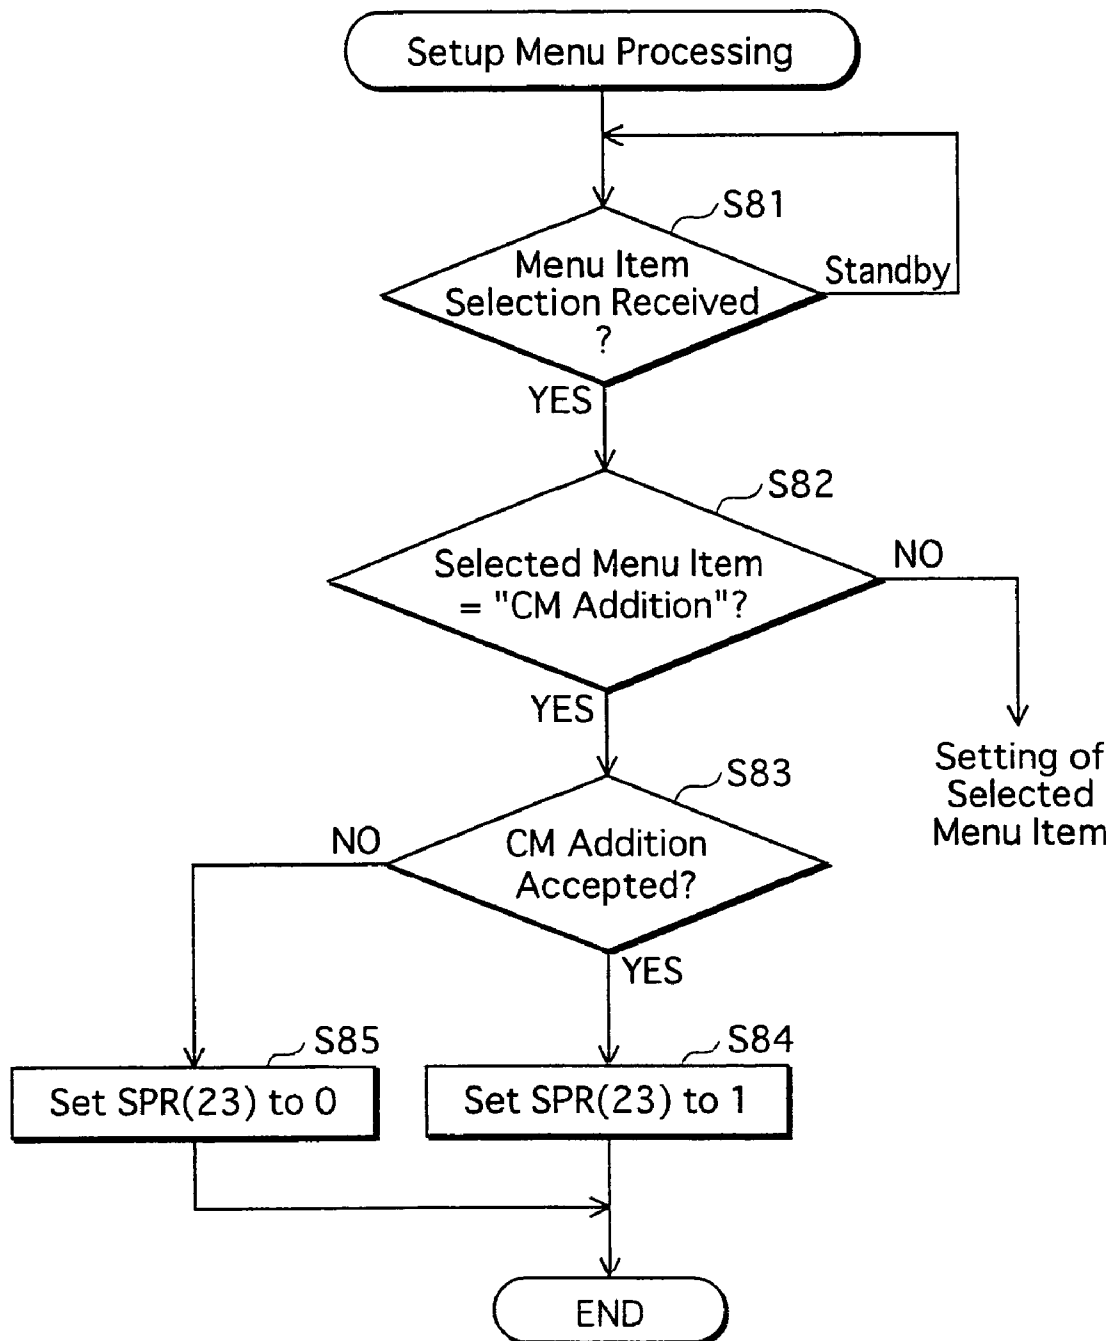 Setup Menu Processing
S81
Menu Item
Selection Received
?
Standby
YES
S82
Selected Menu Item
= "CM Addition"?
NO
YES
Setting of
Selected
Menu Item
S83
CM Addition
Accepted?
NO
YES
S85
Set SPR(23) to 0
S84
Set SPR(23) to 1
END